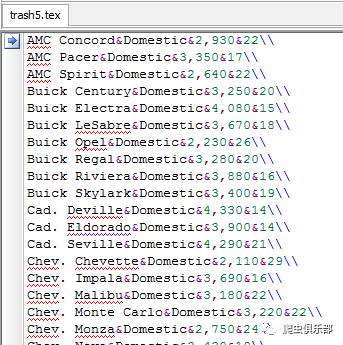 trash5.tex
AMC Concord&Domestic&2,930&22\\
AMC Pacer&Domestic&3,350&17\\
AMC Spirit&Domestic&2,640&22\\
Buick Century&Domestic&3,250&20\\
Buick Electra&Domestic&4,080&15\\
Buick LeSabre&Domestic&3,670&18\\
Buick Opel&Domestic&2,230&26\\
Buick Regal&Domestic&3,280&20\\
Buick Riviera&Domestic&3,880&16\\
Buick Skylark&Domestic&3,400&19\\
Cad. Deville&Domestic&4,330&14\\
Cad. Eldorado&Domestic&3,900&14\\
Cad. Seville&Domestic&4,290&21\\
Chev. Chevette&Domestic&2,110&29\\
Chev. Impala&Domestic&3,690&16\\
Chev. Malibu&Domestic&3,180&22\\
Chev. Monte Carlo&Domestic&3,220&22\\
Chev. Monza&Domestic&2,750&24
爬虫俱乐部